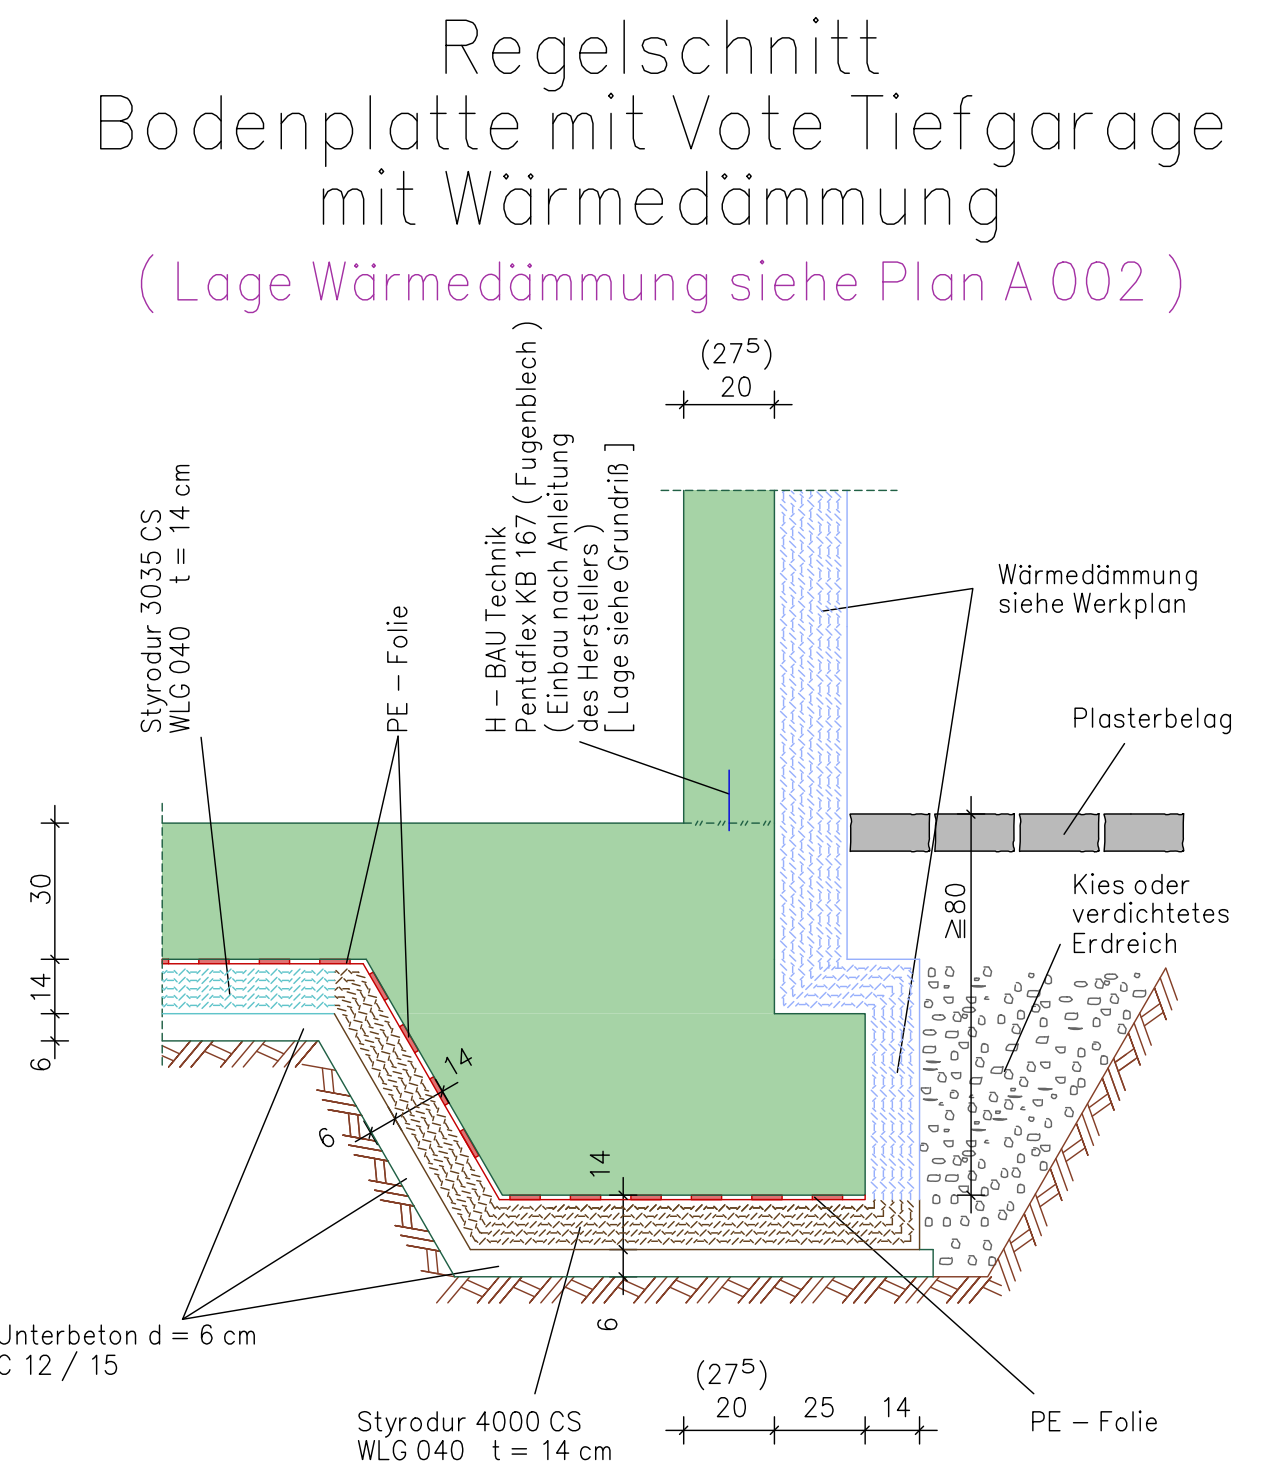 Regelschnitt
Bodenplatte mit Vote Tiefgarage
mit Wärmedämmung
( Lage Wärmedämmung siehe Plan A 002 )
(27⁵)
20
Styrodur 3035 CS
WLG 040 t = 14 cm
PE – Folie
H – BAU Technik
Pentaflex KB 167 ( Fugenblech )
( Einbau nach Anleitung
des Herstellers )
[ Lage siehe Grundriß ]
Wärmedämmung
siehe Werkplan
Plasterbelag
Kies oder
verdichtetes
Erdreich
≥80
30
14
6
14
6
14
6
Unterbeton d = 6 cm
C 12 / 15
Styrodur 4000 CS
WLG 040 t = 14 cm
(27⁵)
20 25 14
PE – Folie